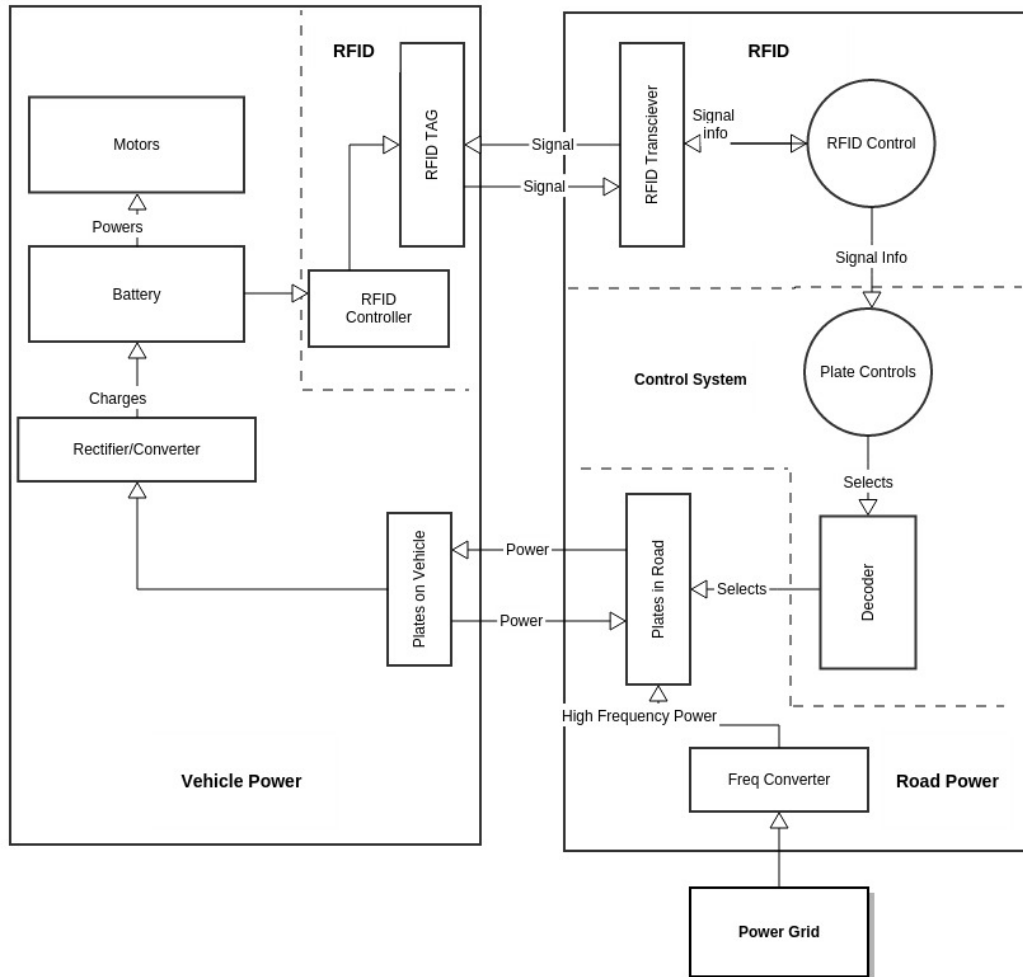 RFID
RFID
Motors
RFID TAG
Signal
Signal
RFID Transciever
Signal
info
RFID Control
Powers
Battery
RFID
Controller
Signal Info
Control System
Plate Controls
Charges
Rectifier/Converter
Selects
Plates on Vehicle
Power
Power
Plates in Road
Selects
Decoder
High Frequency Power
Vehicle Power
Freq Converter
Road Power
Power Grid